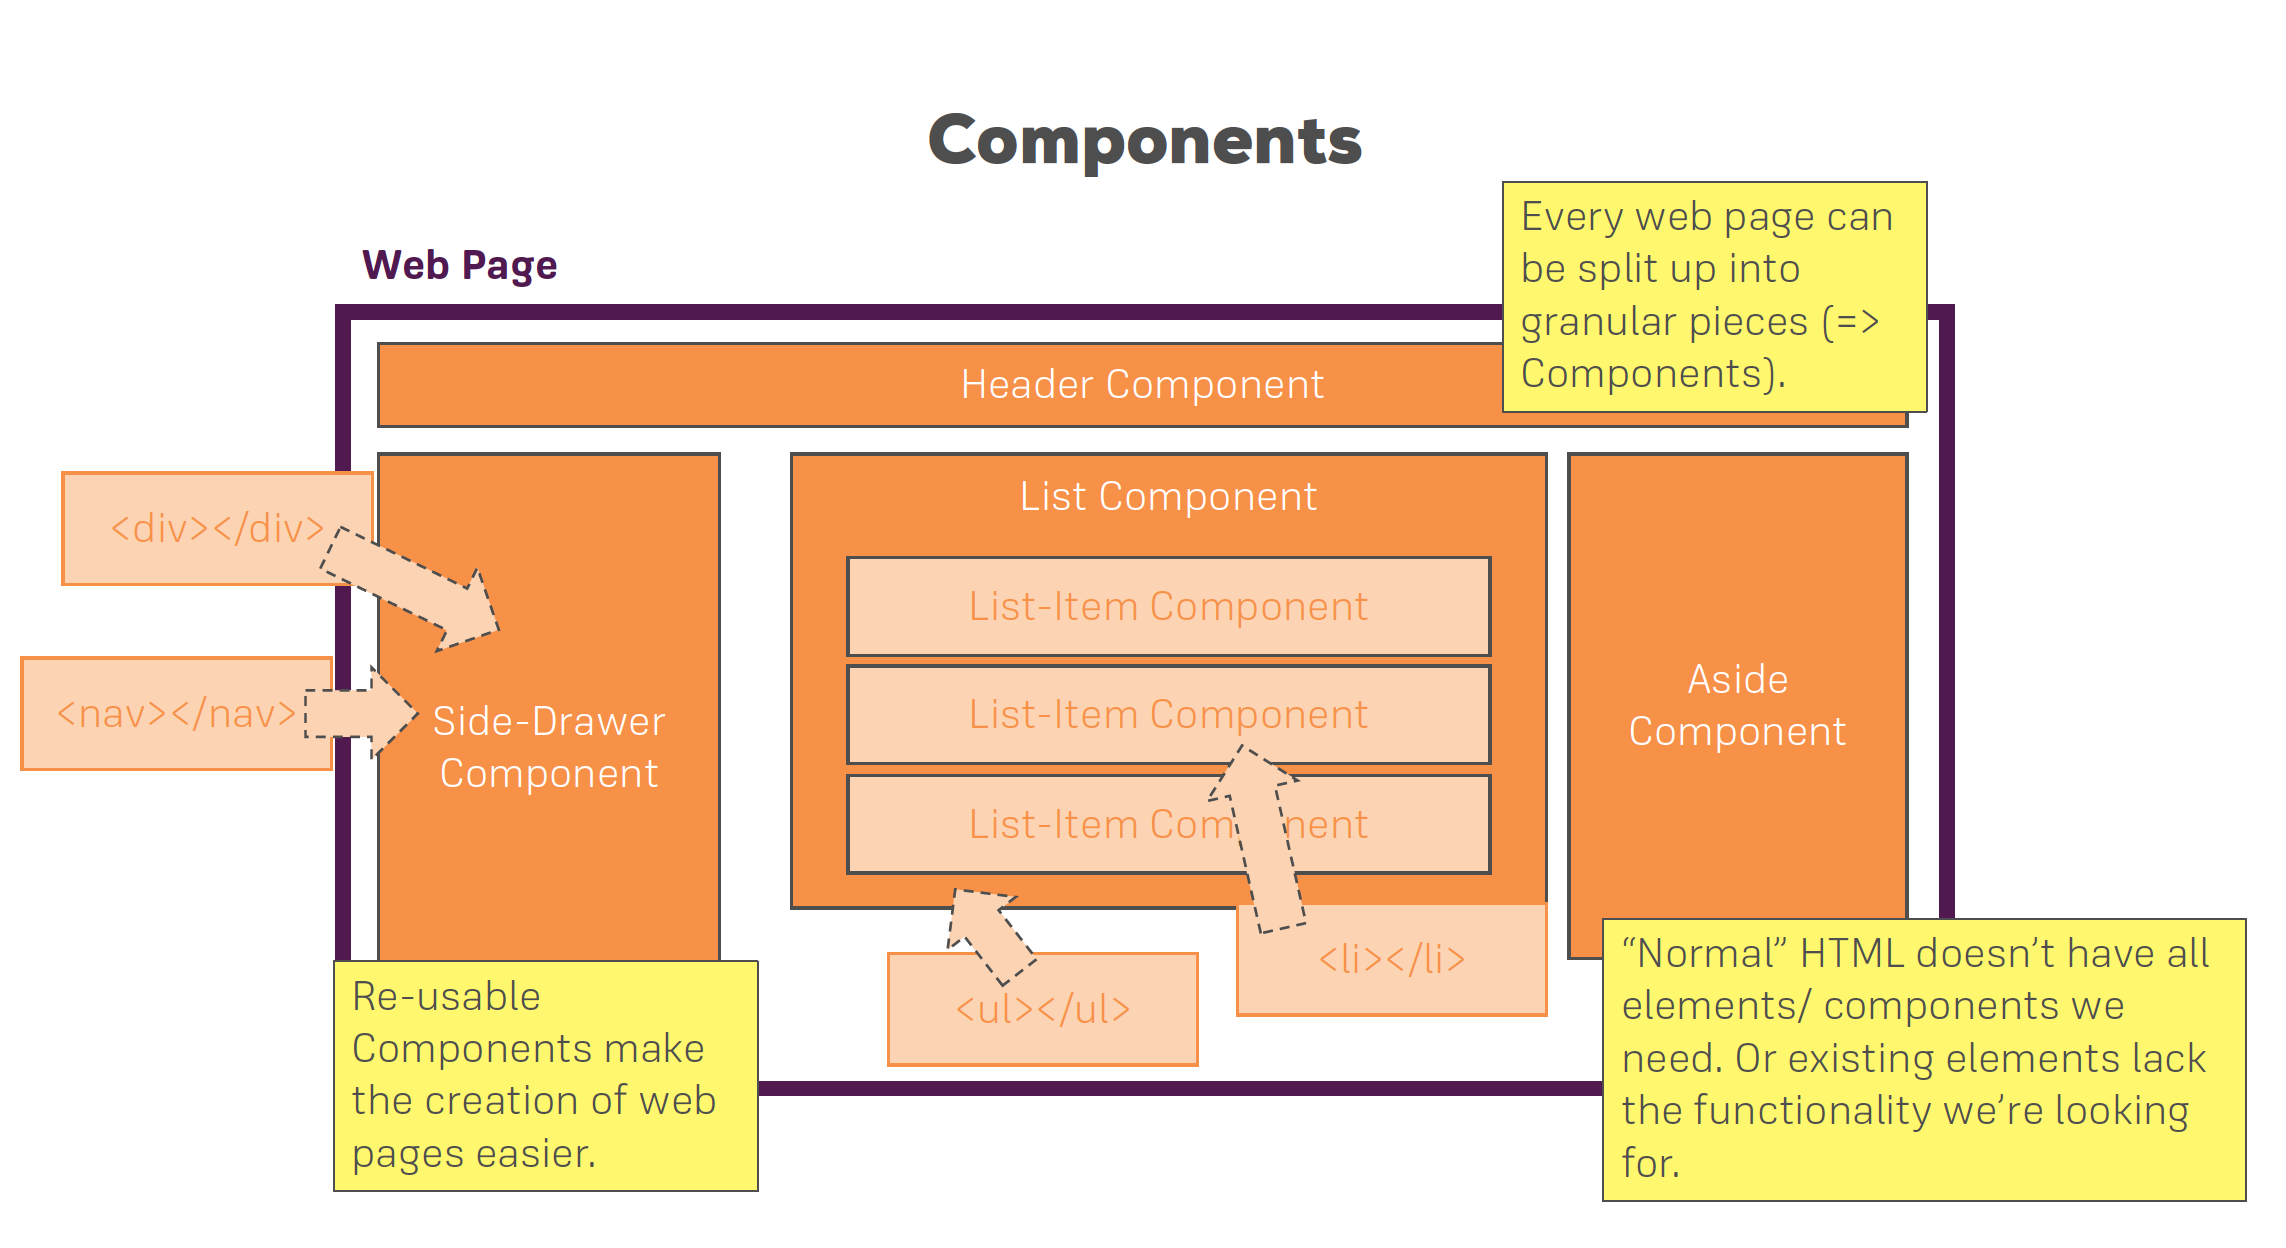 Components
Every web page can
be split up into
granular pieces (=>
Components).
Web Page
Header Component
<div></div>
<nav></nav>
Side-Drawer
Component
List Component
List-Item Component
List-Item Component
List-Item Component
Aside
Component
<ul></ul>
<li></li>
Re-usable
Components make
the creation of web
pages easier.
“Normal” HTML doesn’t have all
elements/ components we
need. Or existing elements lack
the functionality we’re looking
for.